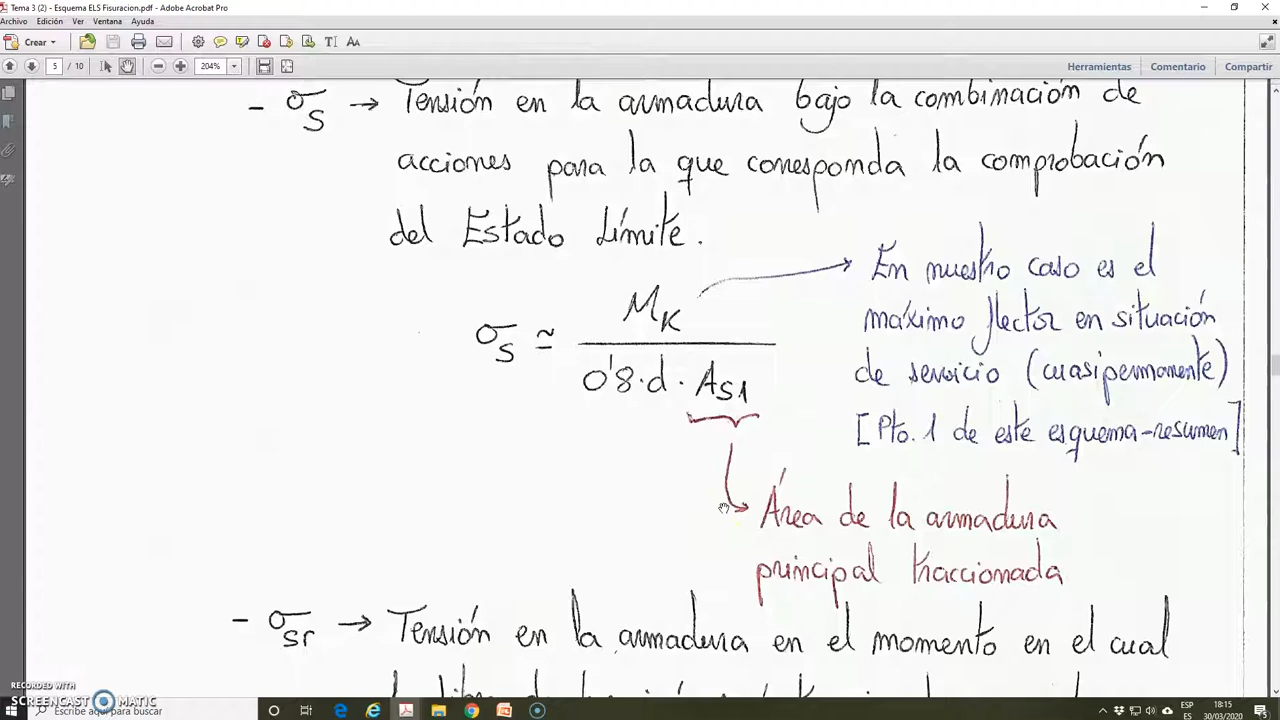 Tema 3 (2) - Esquema ELS Fisuracion.pdf - Adobe Acrobat Pro
Archivo Edición Ver Ventana Ayuda
Crear
5 / 10 204% Herramientas Comentario Compartir
- σs → Tensión en la armadura bajo la combinación de
acciones para la que corresponda la comprobación
del Estado Límite.
σs ≃ MK / 0'8·d·As1
En nuestro caso es el
máximo flector en situación
de servicio (cuasipermanente)
[Pto. 1 de este esquema-resumen]
Área de la armadura
principal traccionada
- σsr → Tensión en la armadura en el momento en el cual
RECORDED WITH
SCREENCAST MATIC
Escribe aquí para buscar
ESP
18:15
30/03/2020
5